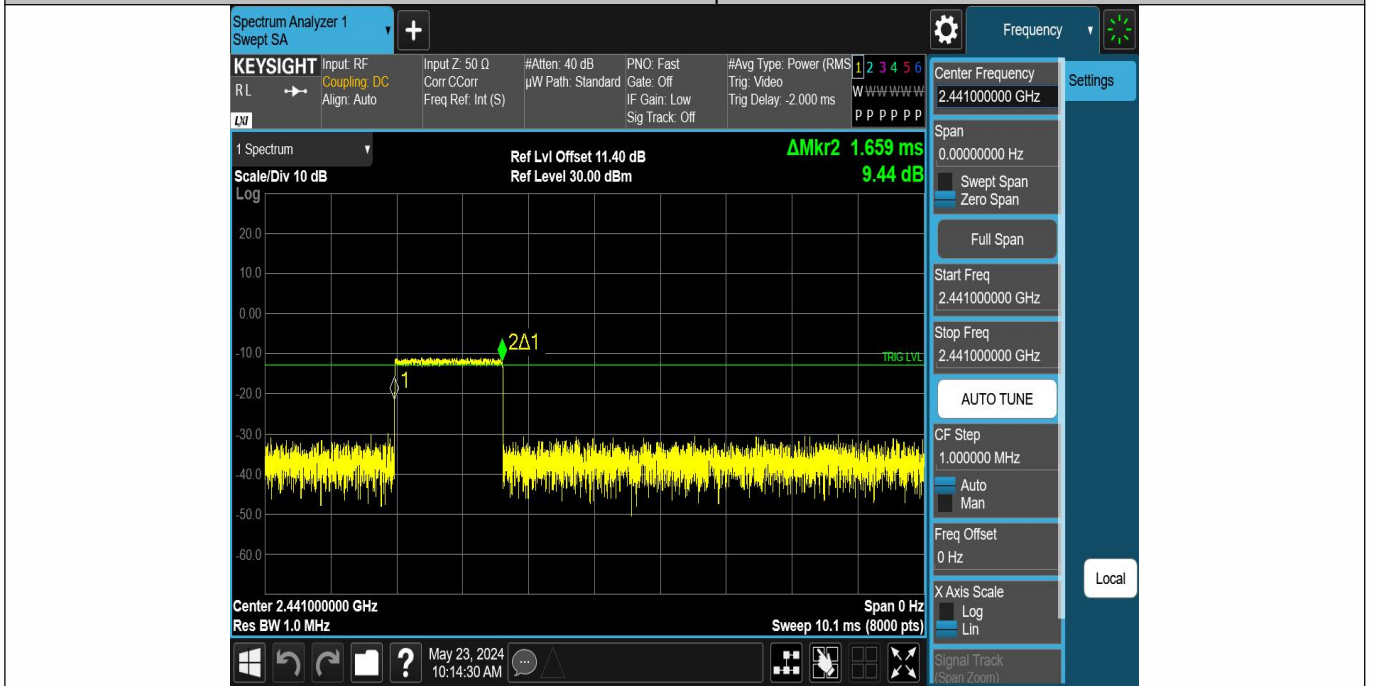 Spectrum Analyzer 1
Swept SA
+
Frequency
KEYSIGHT
Input: RF
Input Z: 50 Ω
#Atten: 40 dB
PNO: Fast
#Avg Type: Power (RMS
1 2 3 4 5 6
R L
Coupling: DC
Corr CCorr
µW Path: Standard
Gate: Off
Trig: Video
W W W W W W
Align: Auto
Freq Ref: Int (S)
IF Gain: Low
Trig Delay: -2.000 ms
Sig Track: Off
P P P P P P
LXI
1 Spectrum
Ref Lvl Offset 11.40 dB
ΔMkr2 1.659 ms
Scale/Div 10 dB
Ref Level 30.00 dBm
9.44 dB
Log
20.0
10.0
0.00
-10.0
-20.0
-30.0
-40.0
-50.0
-60.0
2Δ1
1
TRIG LVL
Center 2.441000000 GHz
Span 0 Hz
Res BW 1.0 MHz
Sweep 10.1 ms (8000 pts)
Center Frequency
2.441000000 GHz
Settings
Span
0.00000000 Hz
Swept Span
Zero Span
Full Span
Start Freq
2.441000000 GHz
Stop Freq
2.441000000 GHz
AUTO TUNE
CF Step
1.000000 MHz
Auto
Man
Freq Offset
0 Hz
X Axis Scale
Log
Lin
Local
Signal Track
(Span Zoom)
?
May 23, 2024
10:14:30 AM